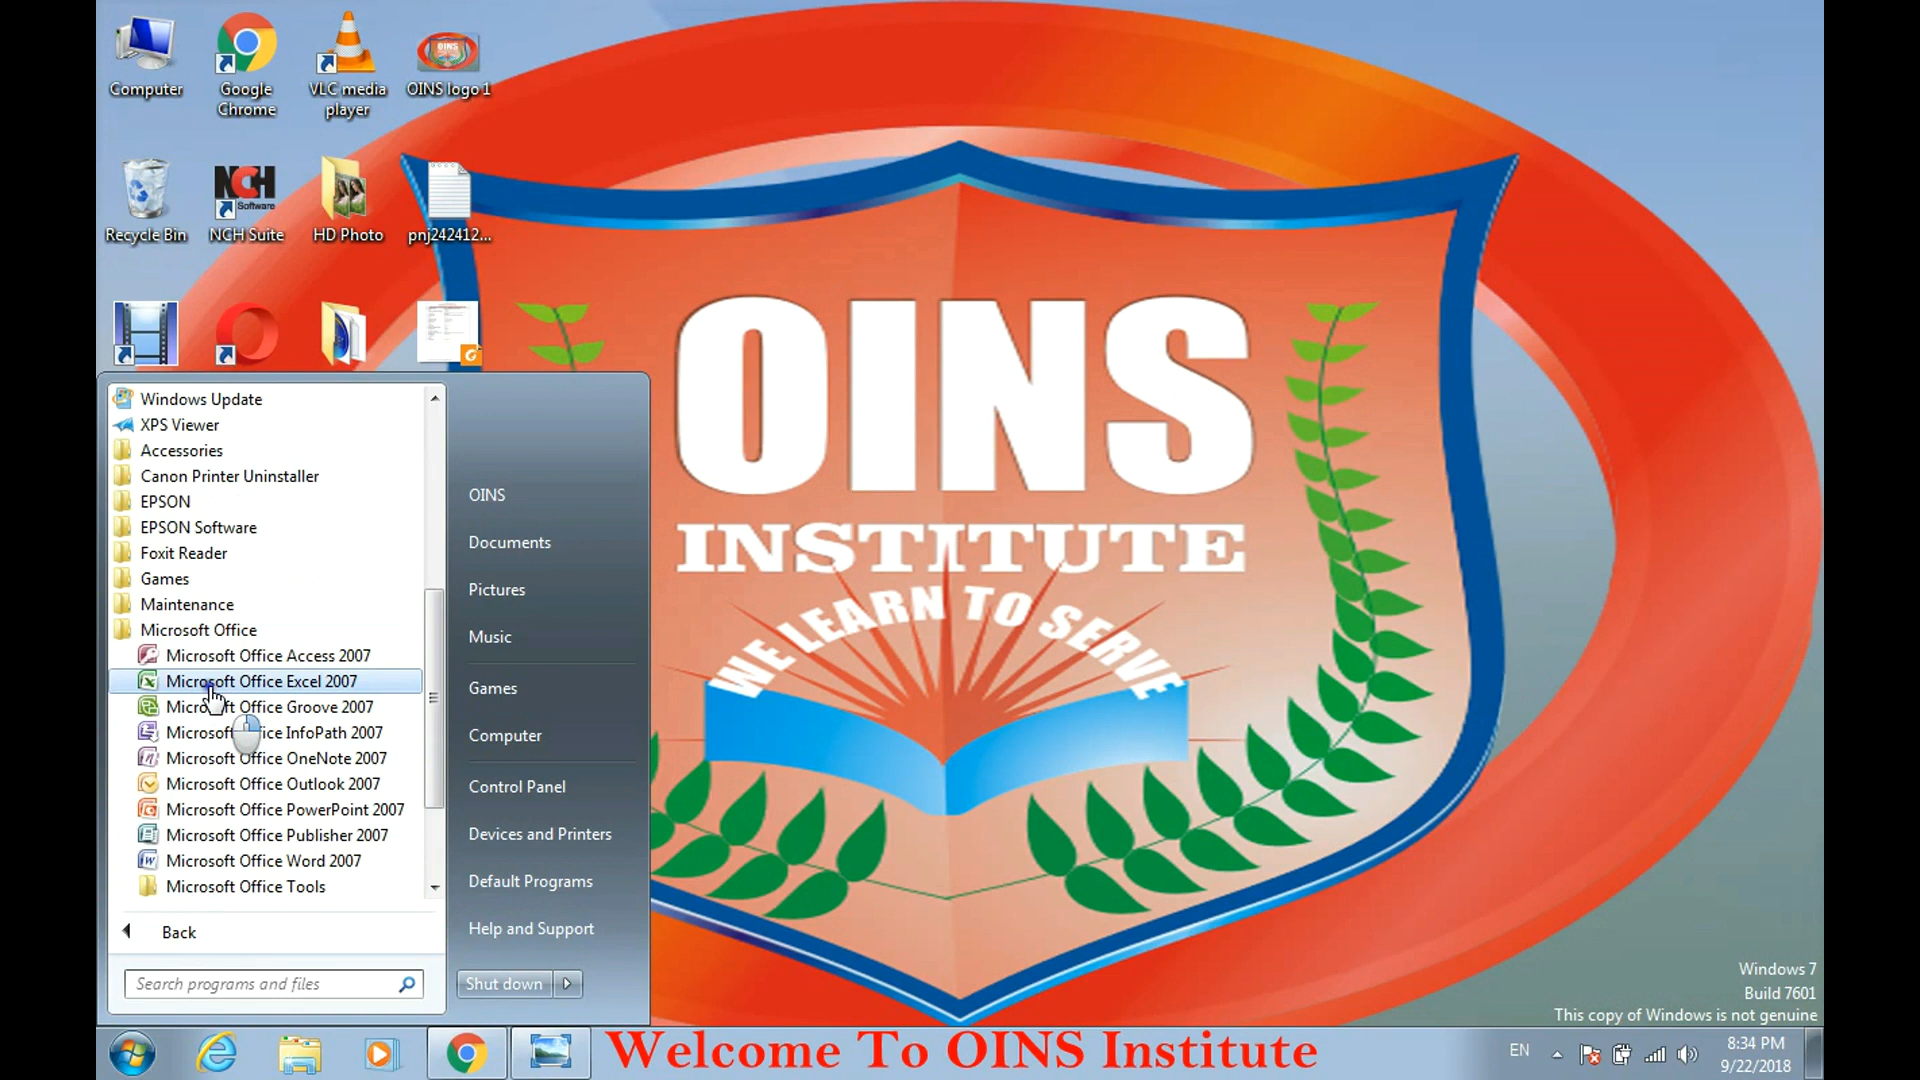 Computer
Google
Chrome
VLC media
player
OINS logo 1
OINS
Recycle Bin
NCH
Software
NCH Suite
HD Photo
pnj242412...
Windows Update
XPS Viewer
Accessories
Canon Printer Uninstaller
EPSON
EPSON Software
Foxit Reader
Games
Maintenance
Microsoft Office
Microsoft Office Access 2007
Microsoft Office Excel 2007
Microsoft Office Groove 2007
Microsoft Office InfoPath 2007
Microsoft Office OneNote 2007
Microsoft Office Outlook 2007
Microsoft Office PowerPoint 2007
Microsoft Office Publisher 2007
Microsoft Office Word 2007
Microsoft Office Tools
Back
Search programs and files
OINS
Documents
Pictures
Music
Games
Computer
Control Panel
Devices and Printers
Default Programs
Help and Support
Shut down
OINS
INSTITUTE
WE LEARN TO SERVE
Windows 7
Build 7601
This copy of Windows is not genuine
Welcome To OINS Institute
EN
8:34 PM
9/22/2018